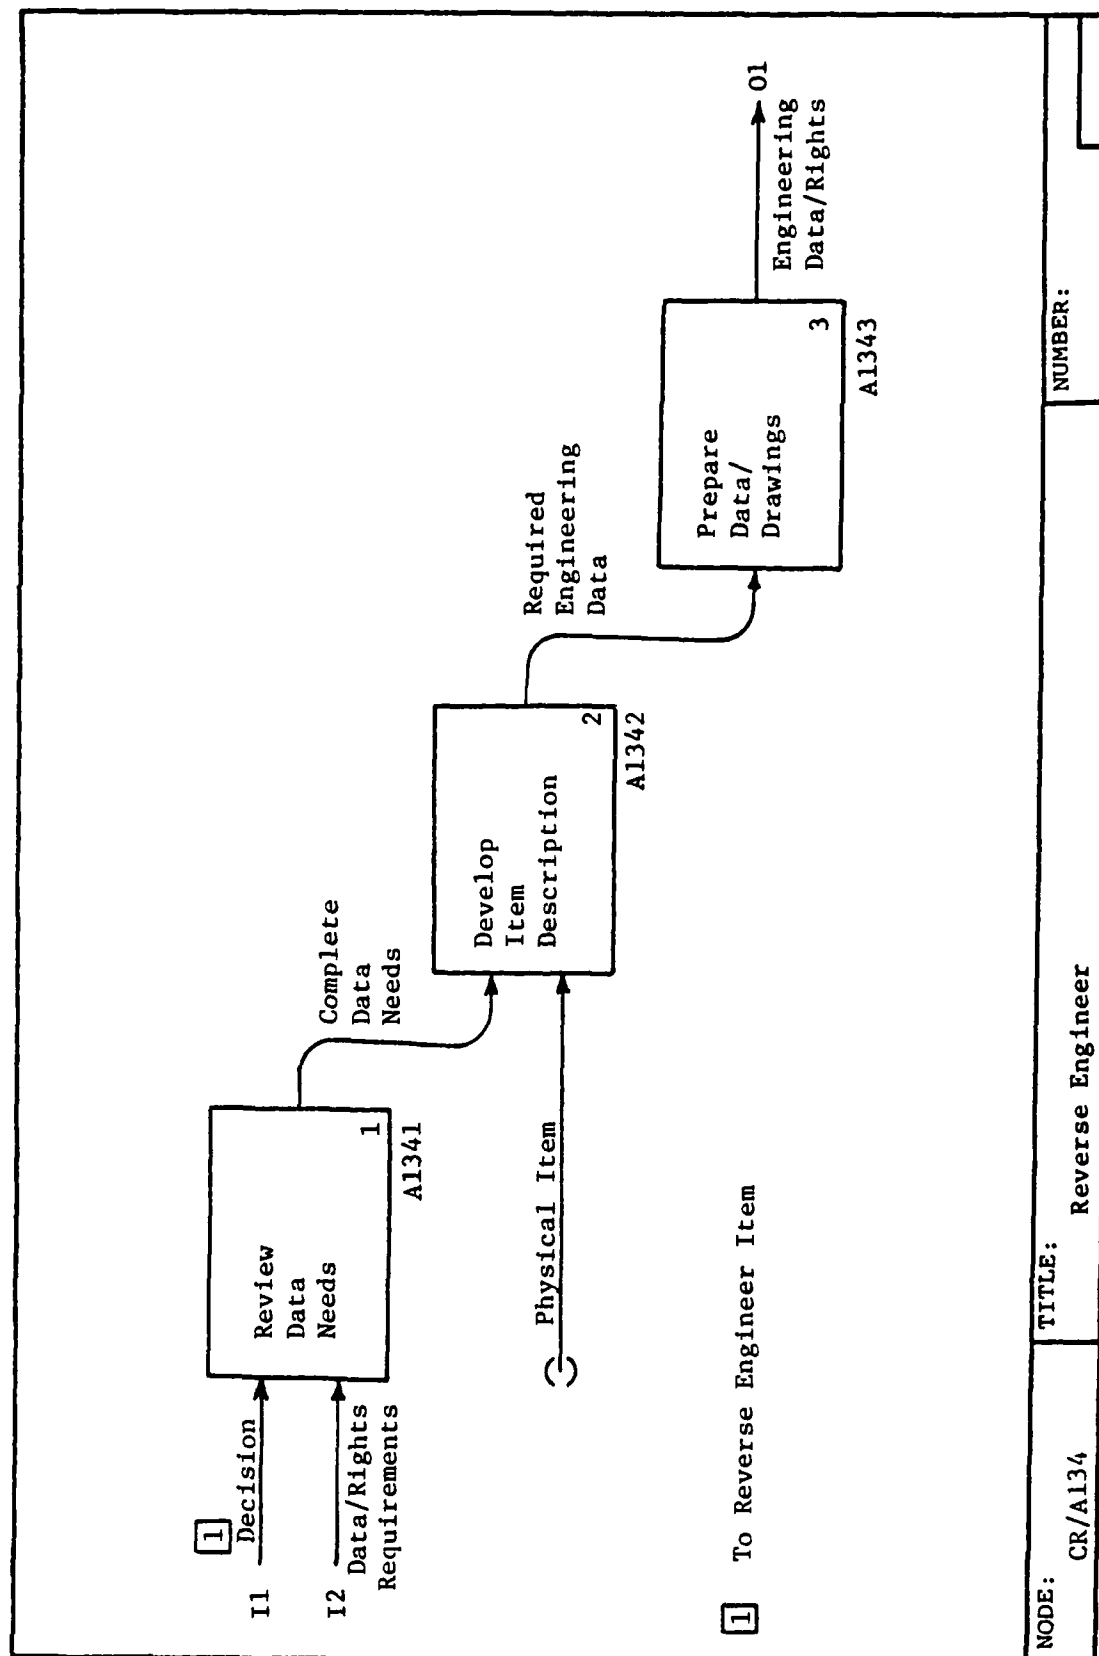 1
Decision
I1
I2
Data/Rights
Requirements
Review
Data
Needs
1
A1341
Complete
Data
Needs
Physical Item
Develop
Item
Description
2
A1342
Required
Engineering
Data
Prepare
Data/
Drawings
3
A1343
Engineering
Data/Rights
O1
1 To Reverse Engineer Item
NODE:
CR/A134
TITLE:
Reverse Engineer
NUMBER: